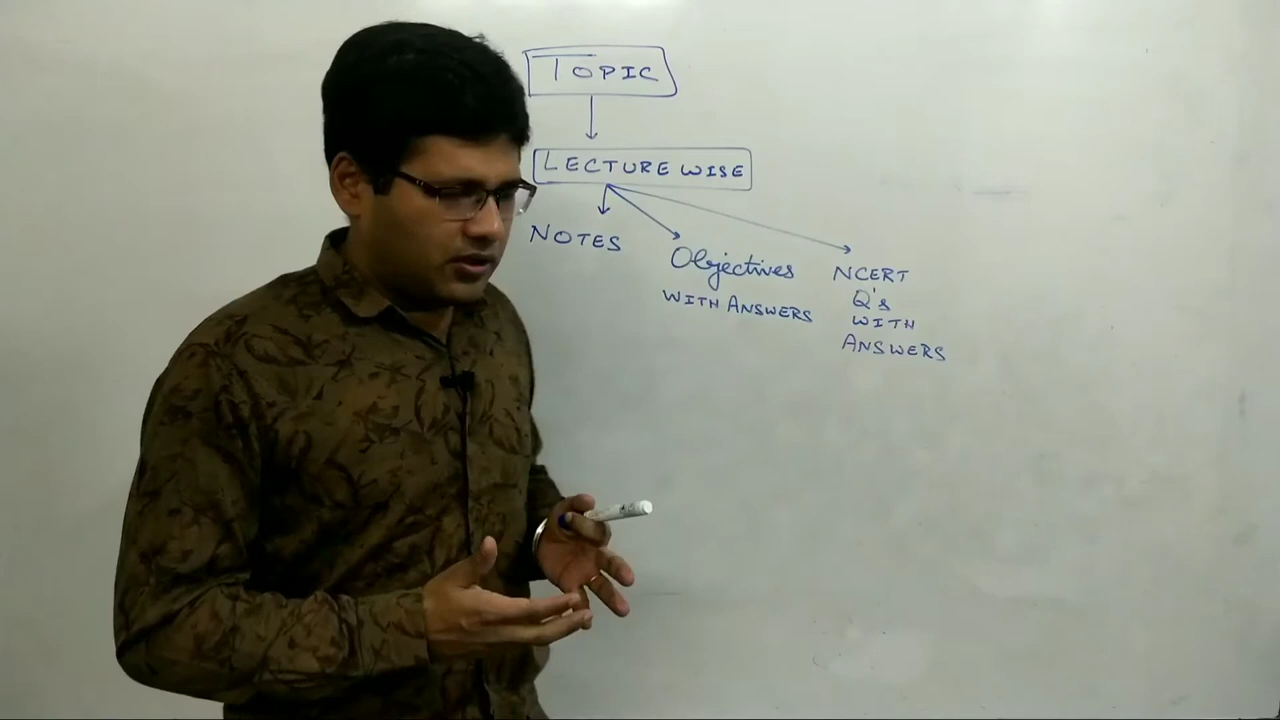 TOPIC
LECTURE WISE
NOTES
Objectives
WITH ANSWERS
NCERT
Q's
WITH
ANSWERS